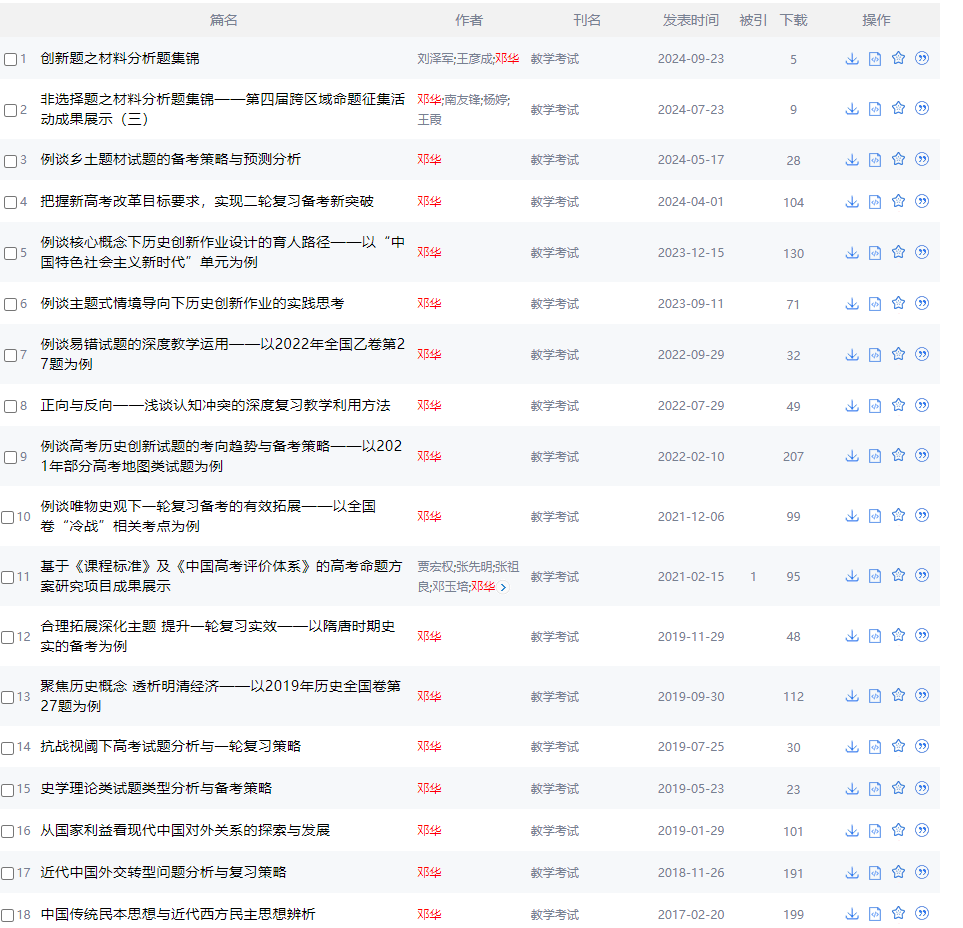 篇名 作者 刊名 发表时间 被引 下载 操作
1 创新题之材料分析题集锦 刘泽军;王彦成;邓华 教学考试 2024-09-23 5
2 非选择题之材料分析题集锦——第四届跨区域命题征集活 邓华;南友锋;杨婷; 教学考试 2024-07-23 9
动成果展示（三） 王霞
3 例谈乡土题材试题的备考策略与预测分析 邓华 教学考试 2024-05-17 28
4 把握新高考改革目标要求，实现二轮复习备考新突破 邓华 教学考试 2024-04-01 104
5 例谈核心概念下历史创新作业设计的育人路径——以“中 邓华 教学考试 2023-12-15 130
国特色社会主义新时代”单元为例
6 例谈主题式情境导向下历史创新作业的实践思考 邓华 教学考试 2023-09-11 71
7 例谈易错试题的深度教学运用——以2022年全国乙卷第2 邓华 教学考试 2022-09-29 32
7题为例
8 正向与反向——浅谈认知冲突的深度复习教学利用方法 邓华 教学考试 2022-07-29 49
9 例谈高考历史创新试题的考向趋势与备考策略——以202 邓华 教学考试 2022-02-10 207
1年部分高考地图类试题为例
10 例谈唯物史观下一轮复习备考的有效拓展——以全国 邓华 教学考试 2021-12-06 99
卷“冷战”相关考点为例
11 基于《课程标准》及《中国高考评价体系》的高考命题方 贾宏权;张先明;张祖 教学考试 2021-02-15 1 95
案研究项目成果展示 良;邓玉培;邓华
12 合理拓展深化主题 提升一轮复习实效——以隋唐时期史 邓华 教学考试 2019-11-29 48
实的备考为例
13 聚焦历史概念 透析明清经济——以2019年历史全国卷第 邓华 教学考试 2019-09-30 112
27题为例
14 抗战视阈下高考试题分析与一轮复习策略 邓华 教学考试 2019-07-25 30
15 史学理论类试题类型分析与备考策略 邓华 教学考试 2019-05-23 23
16 从国家利益看现代中国对外关系的探索与发展 邓华 教学考试 2019-01-29 101
17 近代中国外交转型问题分析与复习策略 邓华 教学考试 2018-11-26 191
18 中国传统民本思想与近代西方民主思想辨析 邓华 教学考试 2017-02-20 199